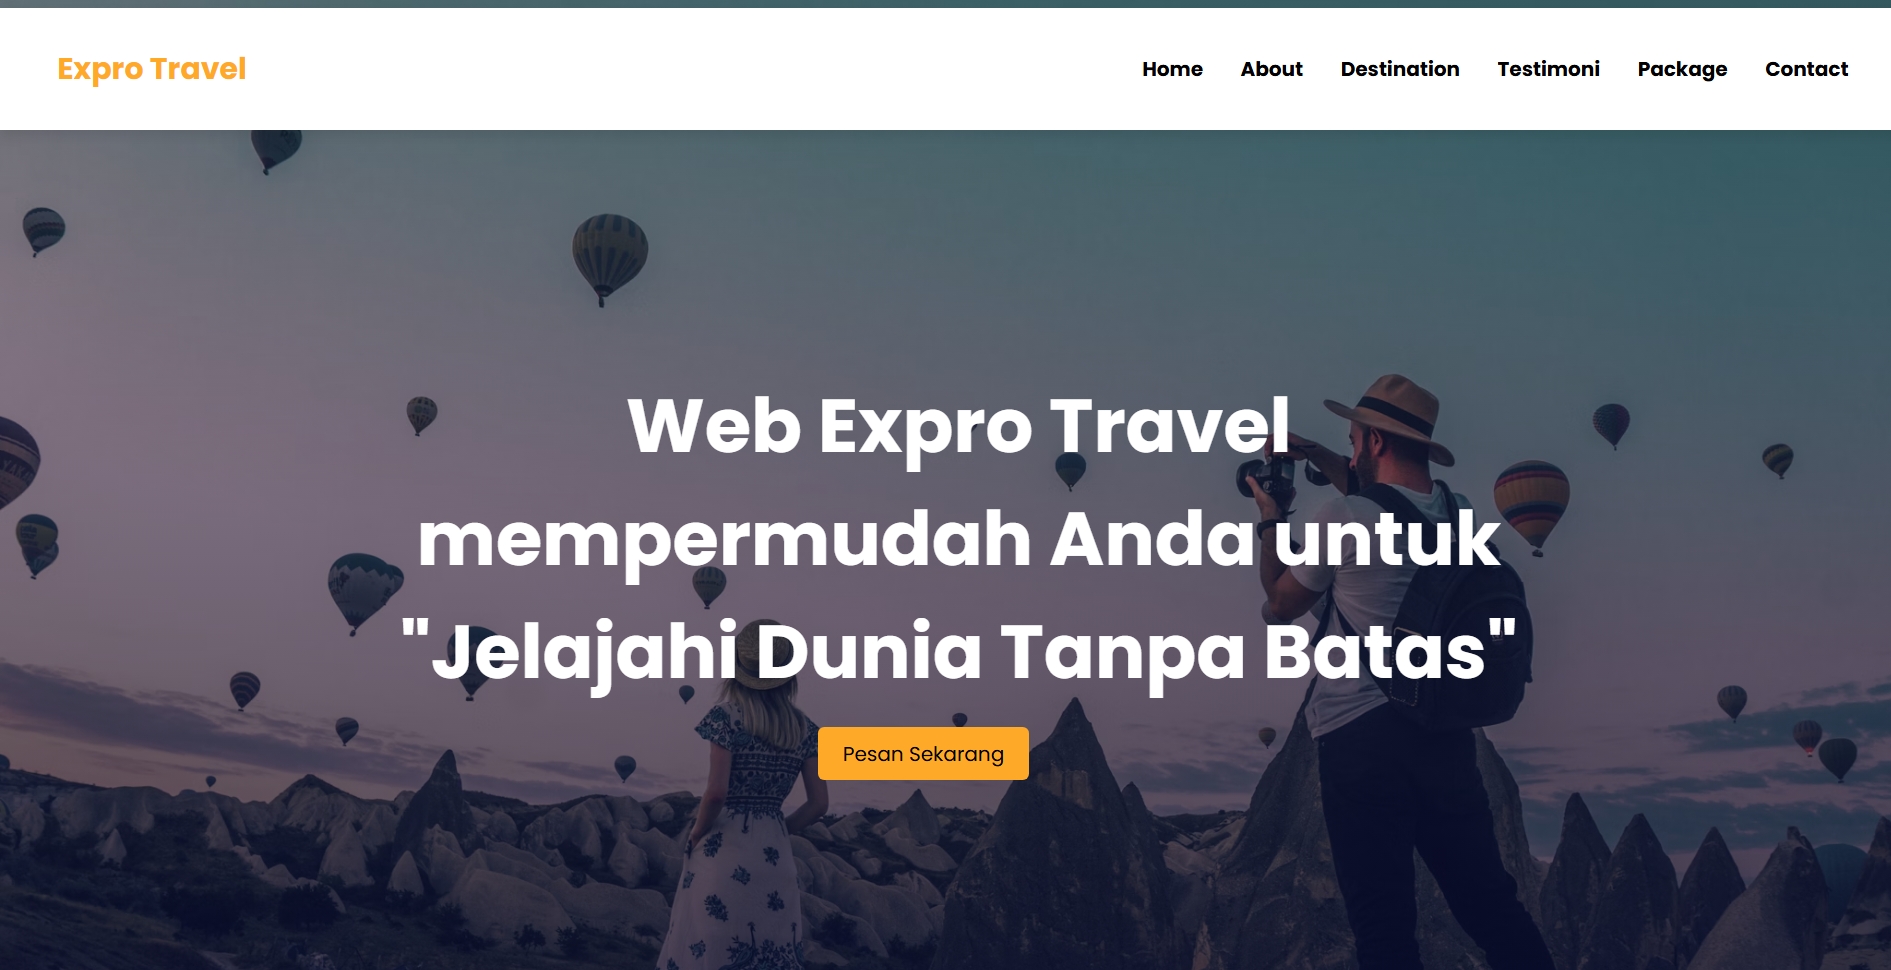 Expro Travel
Home About Destination Testimoni Package Contact
Web Expro Travel
mempermudah Anda untuk
"Jelajahi Dunia Tanpa Batas"
Pesan Sekarang